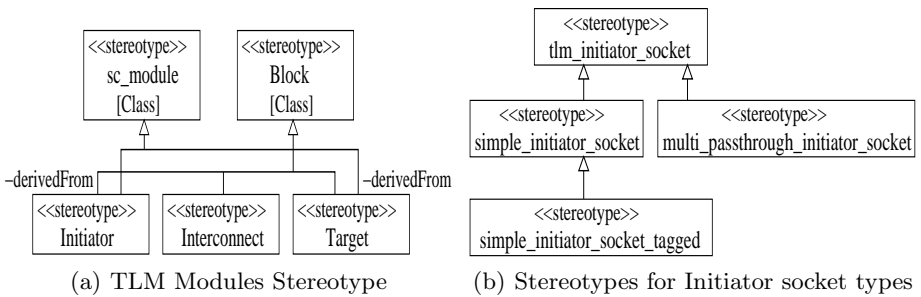 <<stereotype>>
sc_module
[Class]
<<stereotype>>
Block
[Class]
−derivedFrom
−derivedFrom
<<stereotype>>
Initiator
<<stereotype>>
Interconnect
<<stereotype>>
Target
(a) TLM Modules Stereotype
<<stereotype>>
tlm_initiator_socket
<<stereotype>>
simple_initiator_socket
<<stereotype>>
multi_passthrough_initiator_socket
<<stereotype>>
simple_initiator_socket_tagged
(b) Stereotypes for Initiator socket types